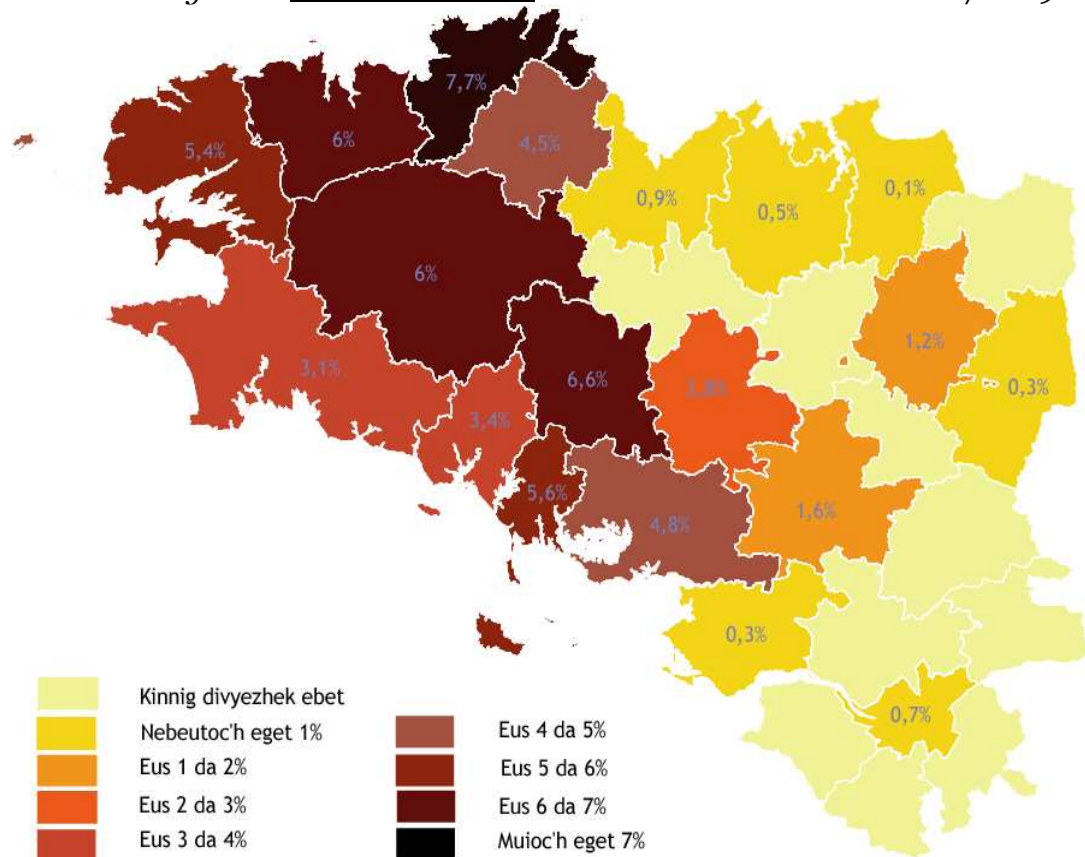 7,7%
6%
4,5%
5,4%
0,9%
0,5%
0,1%
6%
1,2%
3,1%
6,6%
0,3%
3,4%
5,6%
4,8%
1,6%
0,3%
0,7%
Kinnig divyezhek ebet
Nebeutoc'h eget 1%
Eus 1 da 2%
Eus 2 da 3%
Eus 3 da 4%
Eus 4 da 5%
Eus 5 da 6%
Eus 6 da 7%
Muioc'h eget 7%